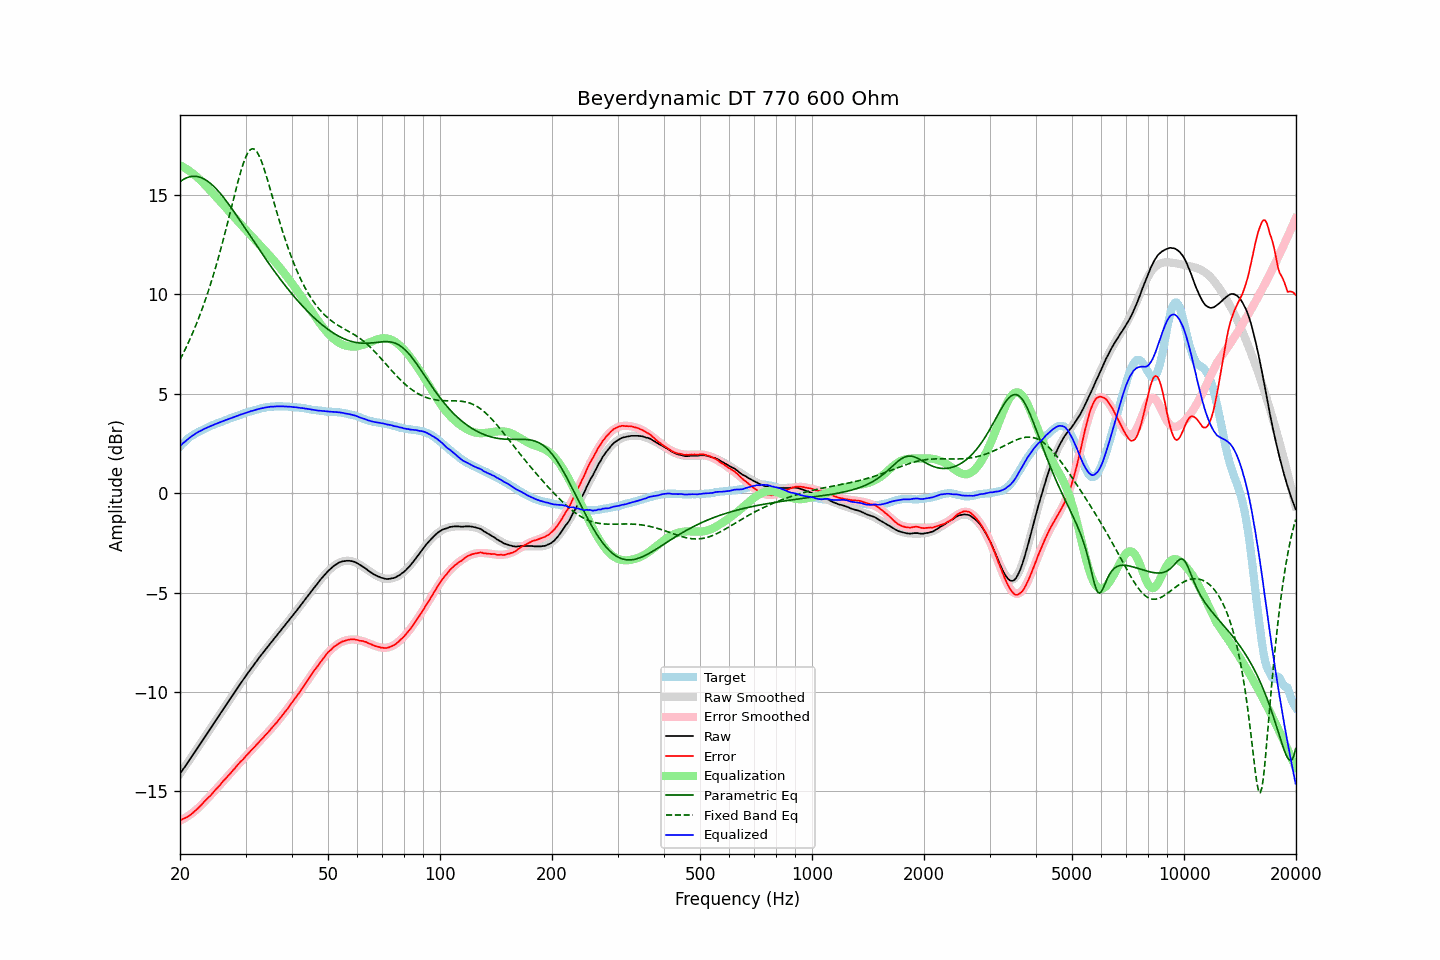 Beyerdynamic DT 770 600 Ohm
Amplitude (dBr)
15
10
5
0
−5
−10
−15
Target
Raw Smoothed
Error Smoothed
Raw
Error
Equalization
Parametric Eq
Fixed Band Eq
Equalized
20 50 100 200 500 1000 2000 5000 10000 20000
Frequency (Hz)